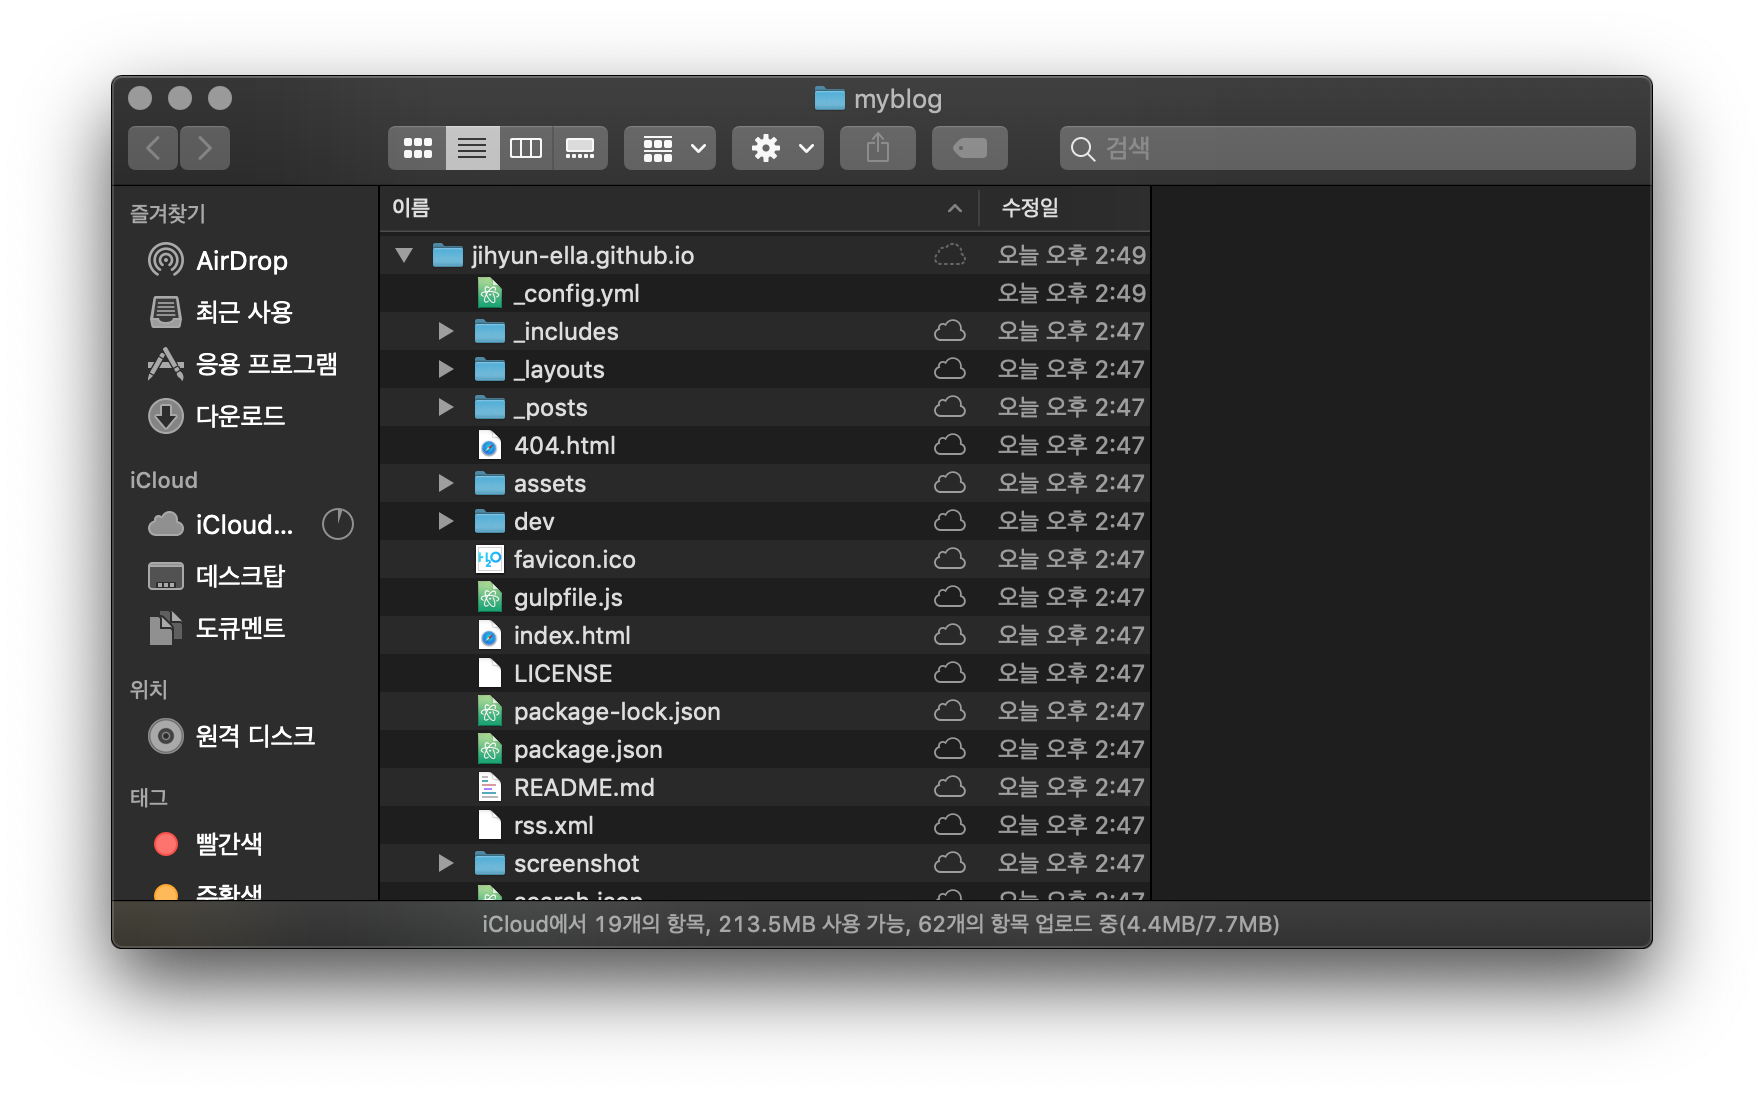 myblog
검색
즐겨찾기
AirDrop
최근 사용
응용 프로그램
다운로드
iCloud
iCloud...
데스크탑
도큐멘트
위치
원격 디스크
태그
빨간색
주황색
이름 수정일
jihyun-ella.github.io 오늘 오후 2:49
_config.yml 오늘 오후 2:49
_includes 오늘 오후 2:47
_layouts 오늘 오후 2:47
_posts 오늘 오후 2:47
404.html 오늘 오후 2:47
assets 오늘 오후 2:47
dev 오늘 오후 2:47
favicon.ico 오늘 오후 2:47
gulpfile.js 오늘 오후 2:47
index.html 오늘 오후 2:47
LICENSE 오늘 오후 2:47
package-lock.json 오늘 오후 2:47
package.json 오늘 오후 2:47
README.md 오늘 오후 2:47
rss.xml 오늘 오후 2:47
screenshot 오늘 오후 2:47
search.json 오늘 오후 2:47
iCloud에서 19개의 항목, 213.5MB 사용 가능, 62개의 항목 업로드 중(4.4MB/7.7MB)